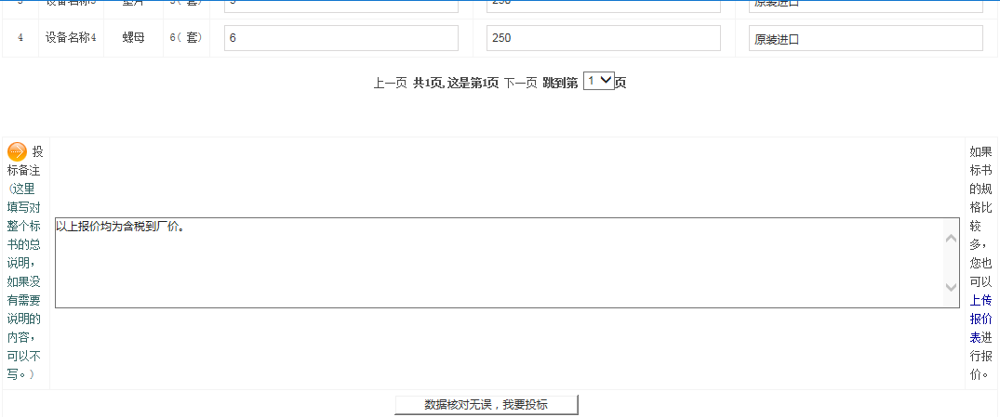 3 设备名称3 垫片 5( 套) 5 250 原装进口
4 设备名称4 螺母 6( 套) 6 250 原装进口
上一页 共1页, 这是第1页 下一页 跳到第 1 页
投
标备注
(这里
填写对
整个标
书的总
说明，
如果没
有需要
说明的
内容，
可以不
写。)
以上报价均为含税到厂价。
如果
标书
的规
格比
较
多，
您也
可以
上传
报价
表进
行报
价。
数据核对无误，我要投标